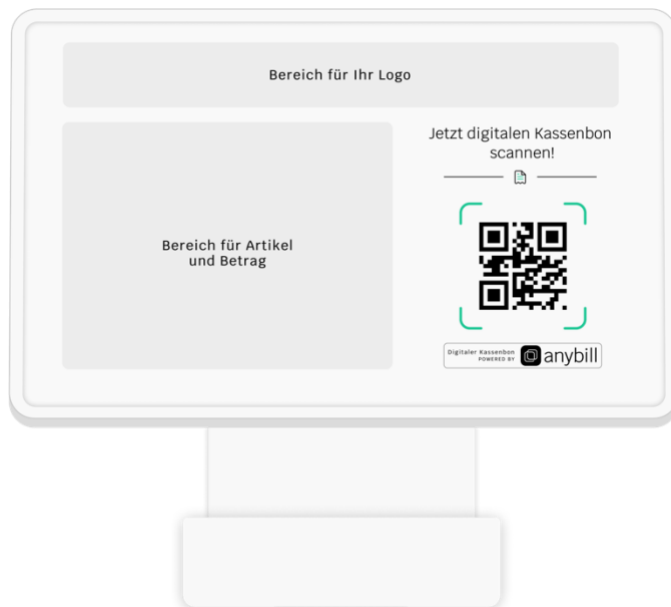 Bereich für Ihr Logo
Jetzt digitalen Kassenbon
scannen!
Bereich für Artikel
und Betrag
Digitaler Kassenbon
POWERED BY
anybill